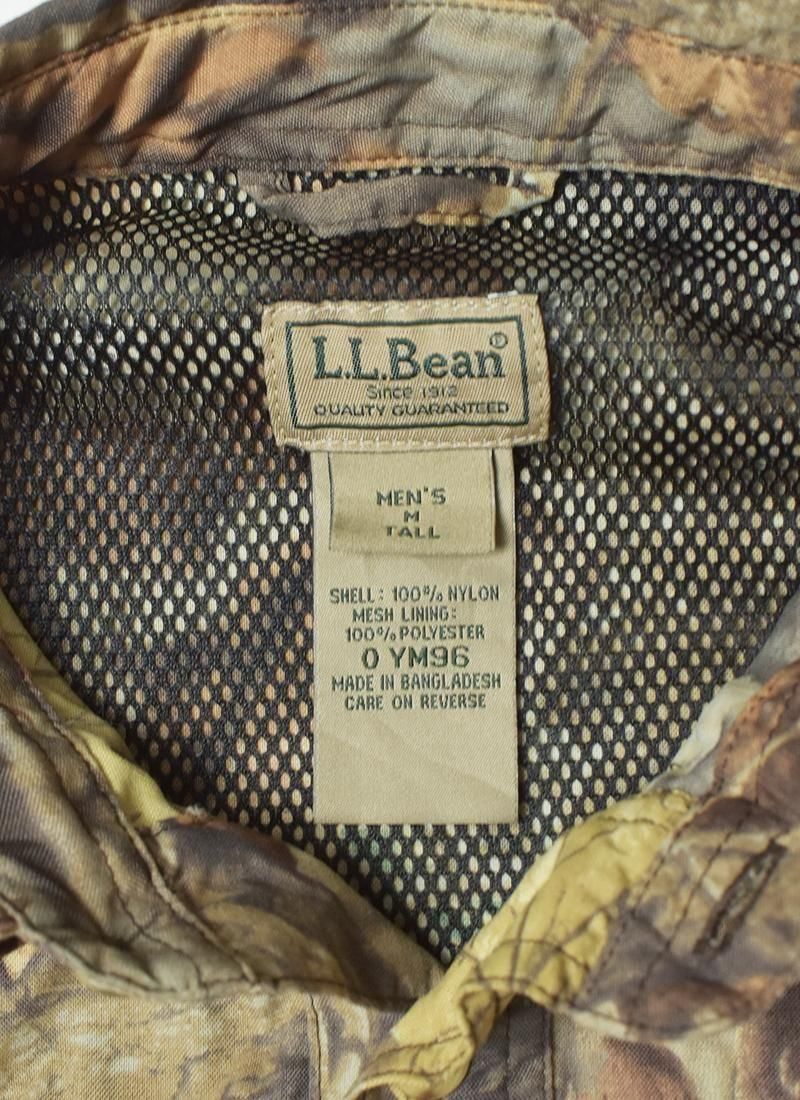 L.L.Bean®
Since 1912
QUALITY GUARANTEED
MEN'S
M
TALL
SHELL: 100% NYLON
MESH LINING:
100% POLYESTER
0 YM96
MADE IN BANGLADESH
CARE ON REVERSE